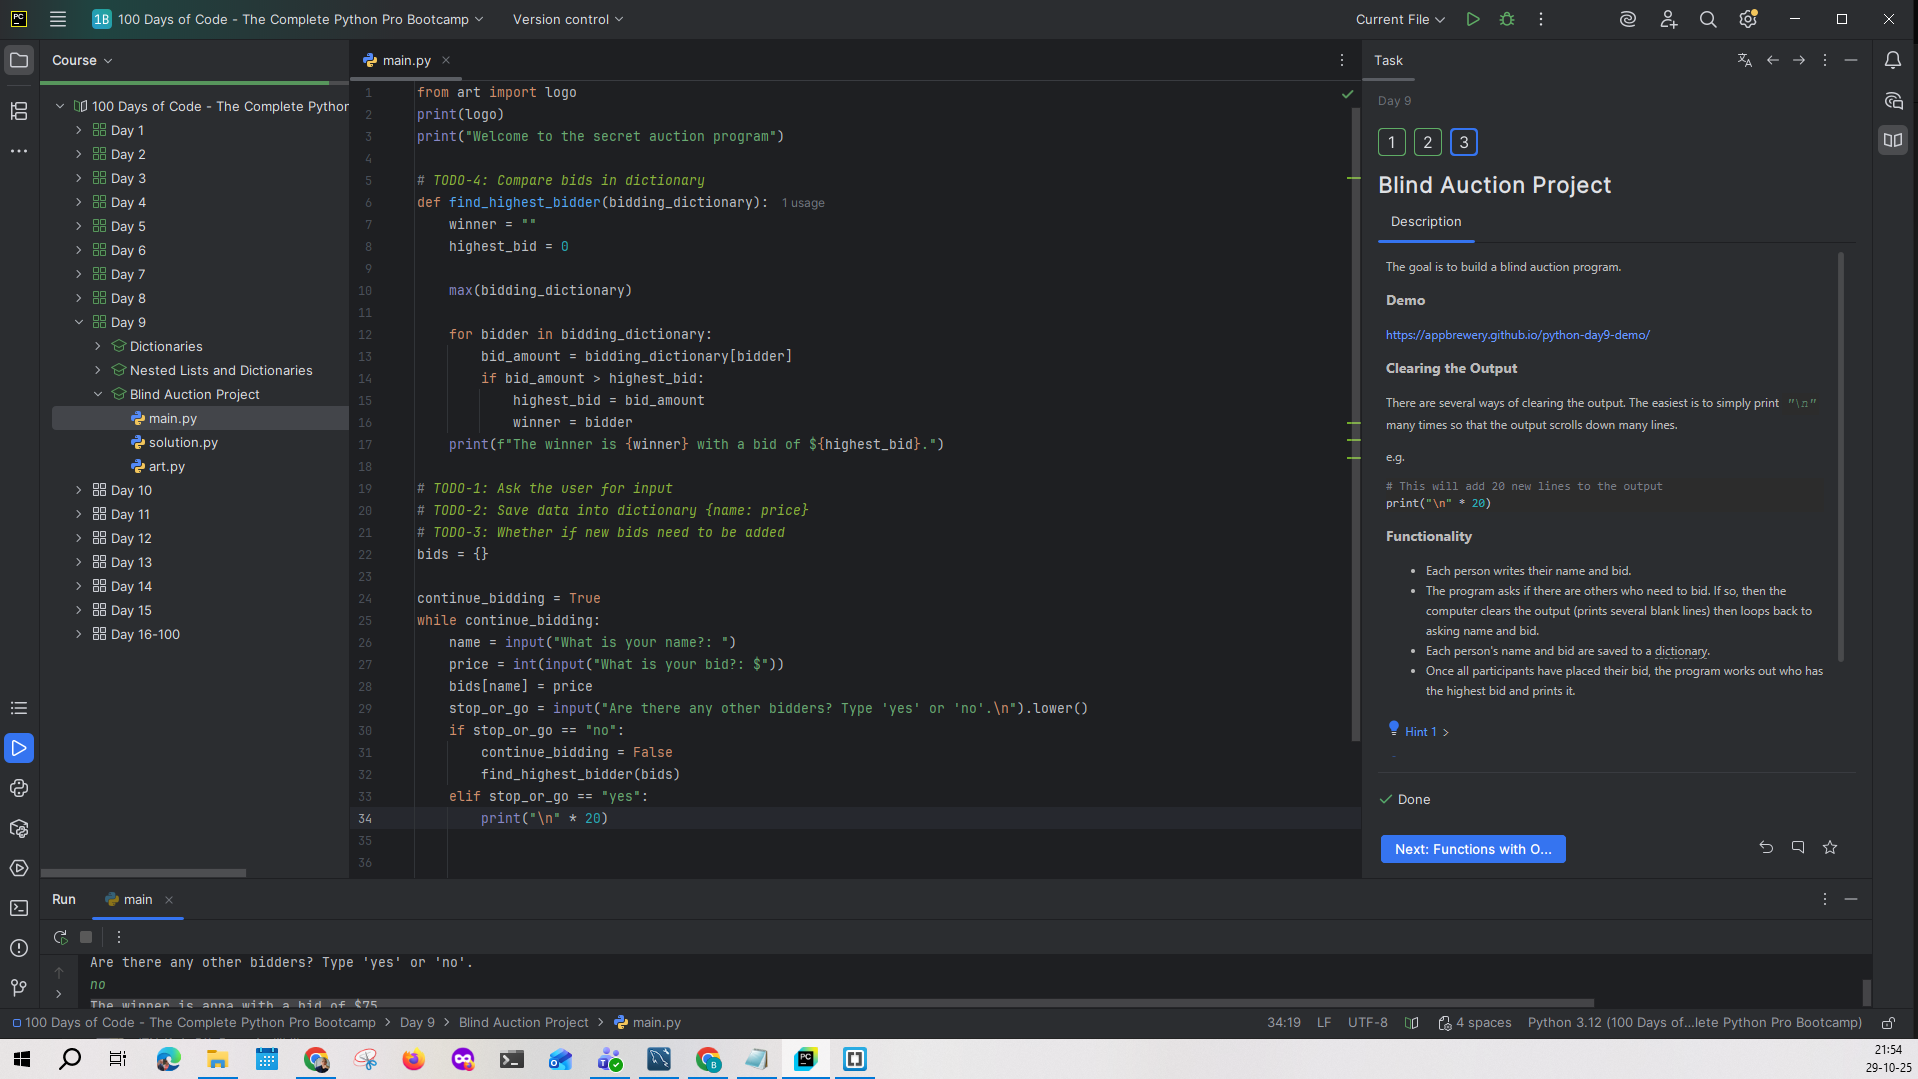 1B 100 Days of Code - The Complete Python Pro Bootcamp
Version control
Current File
Course
100 Days of Code - The Complete Python
Day 1
Day 2
Day 3
Day 4
Day 5
Day 6
Day 7
Day 8
Day 9
Dictionaries
Nested Lists and Dictionaries
Blind Auction Project
main.py
solution.py
art.py
Day 10
Day 11
Day 12
Day 13
Day 14
Day 15
Day 16-100
main.py
1 from art import logo
2 print(logo)
3 print("Welcome to the secret auction program")
4
5 # TODO-4: Compare bids in dictionary
6 def find_highest_bidder(bidding_dictionary): 1 usage
7 winner = ""
8 highest_bid = 0
9
10 max(bidding_dictionary)
11
12 for bidder in bidding_dictionary:
13 bid_amount = bidding_dictionary[bidder]
14 if bid_amount > highest_bid:
15 highest_bid = bid_amount
16 winner = bidder
17 print(f"The winner is {winner} with a bid of ${highest_bid}.")
18
19 # TODO-1: Ask the user for input
20 # TODO-2: Save data into dictionary {name: price}
21 # TODO-3: Whether if new bids need to be added
22 bids = {}
23
24 continue_bidding = True
25 while continue_bidding:
26 name = input("What is your name?: ")
27 price = int(input("What is your bid?: $"))
28 bids[name] = price
29 stop_or_go = input("Are there any other bidders? Type 'yes' or 'no'.\n").lower()
30 if stop_or_go == "no":
31 continue_bidding = False
32 find_highest_bidder(bids)
33 elif stop_or_go == "yes":
34 print("\n" * 20)
35
36
Task
Day 9
1 2 3
Blind Auction Project
Description
The goal is to build a blind auction program.
Demo
https://appbrewery.github.io/python-day9-demo/
Clearing the Output
There are several ways of clearing the output. The easiest is to simply print "\n"
many times so that the output scrolls down many lines.
e.g.
# This will add 20 new lines to the output
print("\n" * 20)
Functionality
• Each person writes their name and bid.
• The program asks if there are others who need to bid. If so, then the
computer clears the output (prints several blank lines) then loops back to
asking name and bid.
• Each person's name and bid are saved to a dictionary.
• Once all participants have placed their bid, the program works out who has
the highest bid and prints it.
Hint 1 >
Done
Next: Functions with O...
Run
main
Are there any other bidders? Type 'yes' or 'no'.
no
The winner is anna with a bid of $75.
100 Days of Code - The Complete Python Pro Bootcamp > Day 9 > Blind Auction Project > main.py
34:19 LF UTF-8 4 spaces Python 3.12 (100 Days of...lete Python Pro Bootcamp)
21:54
29-10-25